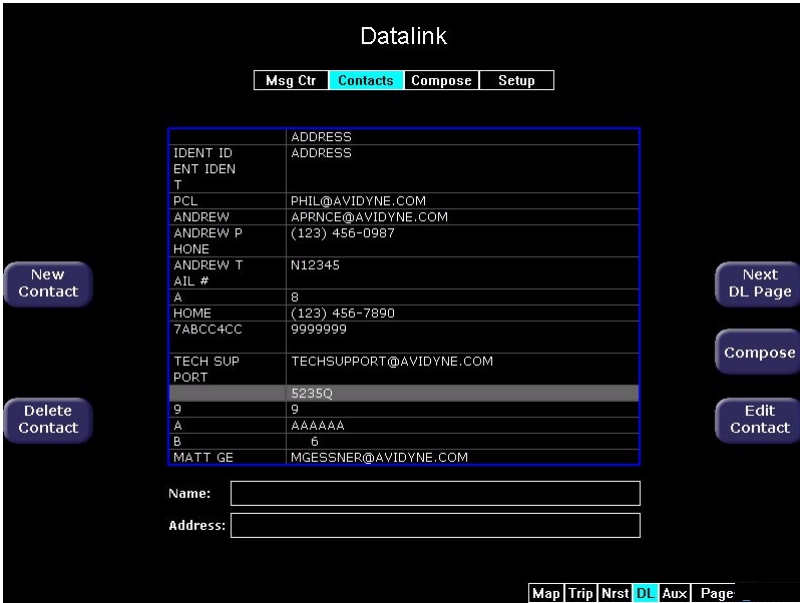 Datalink
Msg Ctr Contacts Compose Setup
ADDRESS
IDENT ID ADDRESS
ENT IDEN
T
PCL PHIL@AVIDYNE.COM
ANDREW APRNCE@AVIDYNE.COM
ANDREW P (123) 456-0987
HONE
ANDREW T N12345
AIL #
A 8
HOME (123) 456-7890
7ABCC4CC 9999999
TECH SUP TECHSUPPORT@AVIDYNE.COM
PORT
5235Q
9 9
A AAAAAA
B 6
MATT GE MGESSNER@AVIDYNE.COM
New
Contact
Delete
Contact
Next
DL Page
Compose
Edit
Contact
Name:
Address:
Map Trip Nrst DL Aux Page _